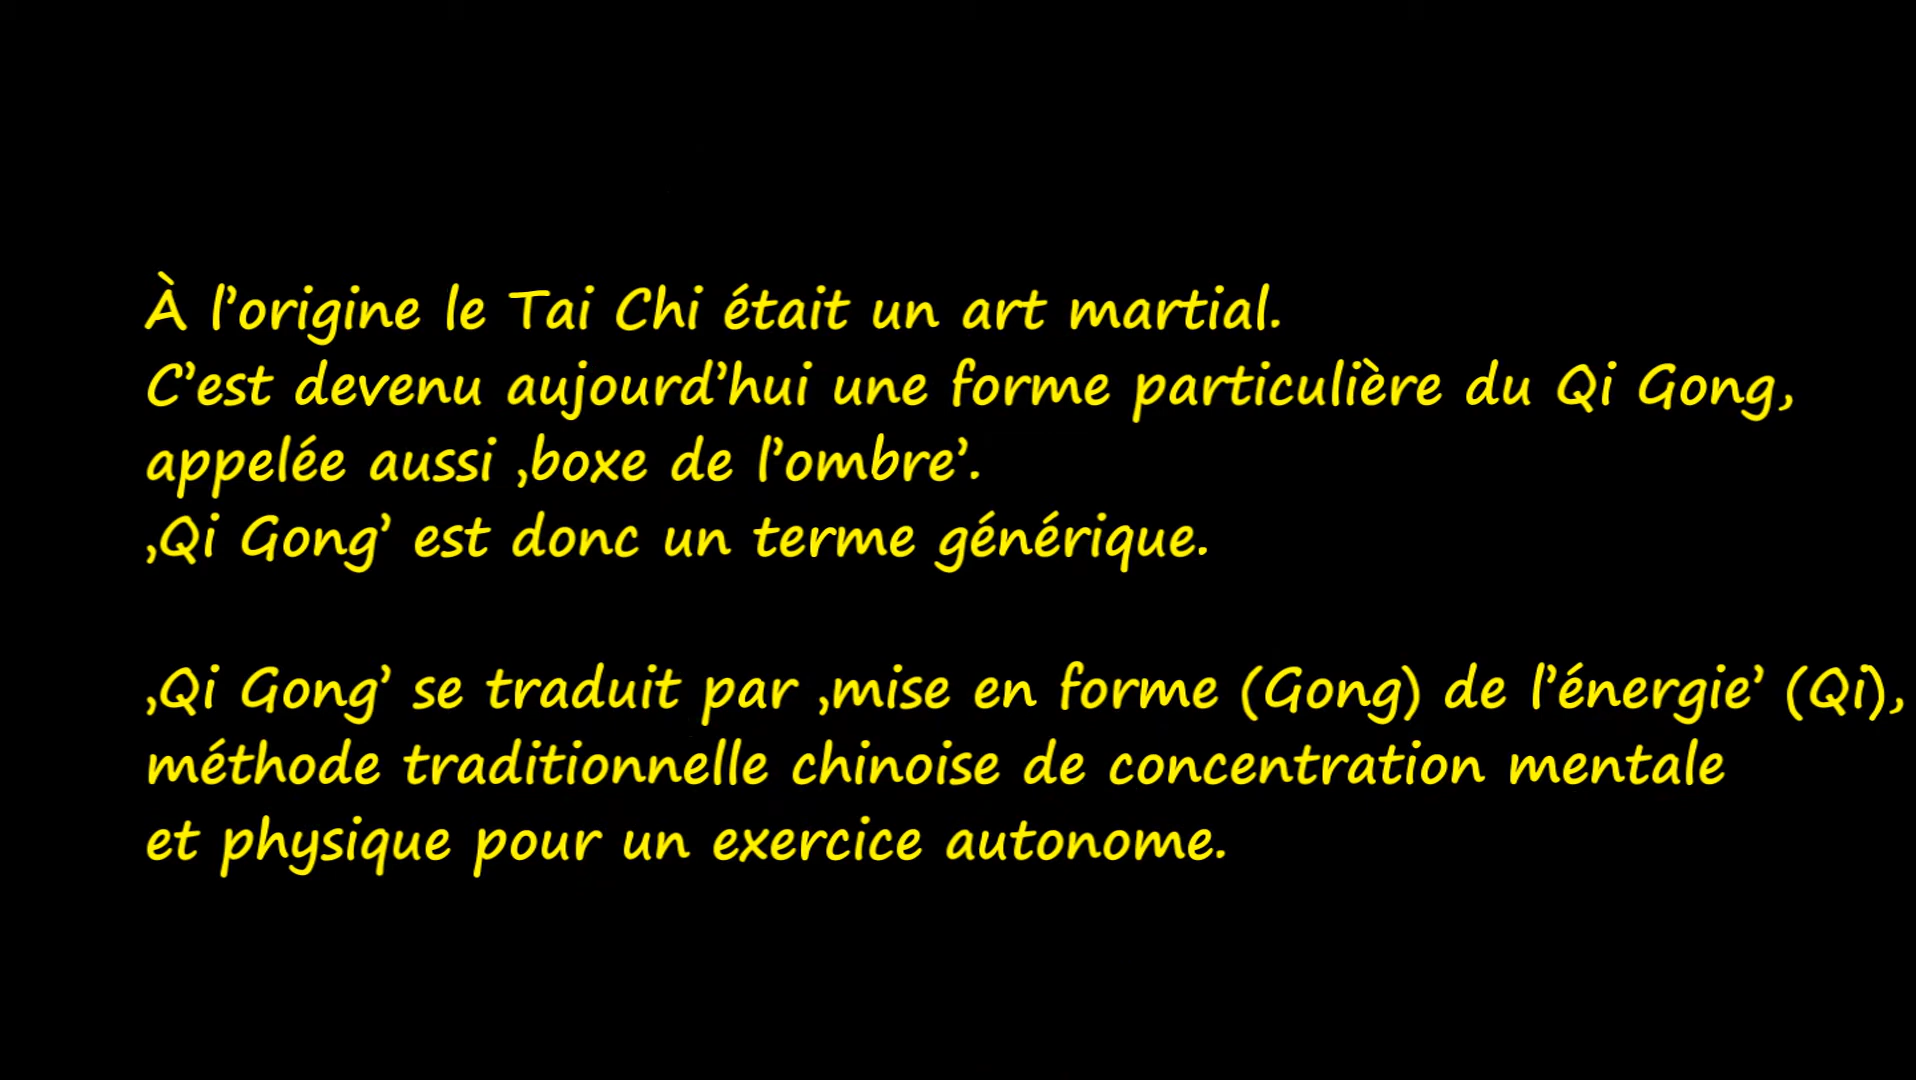 À l’origine le Tai Chi était un art martial.
C’est devenu aujourd’hui une forme particulière du Qi Gong,
appelée aussi ‚boxe de l’ombre’.
‚Qi Gong’ est donc un terme générique.
‚Qi Gong’ se traduit par ‚mise en forme (Gong) de l’énergie’ (Qi),
méthode traditionnelle chinoise de concentration mentale
et physique pour un exercice autonome.